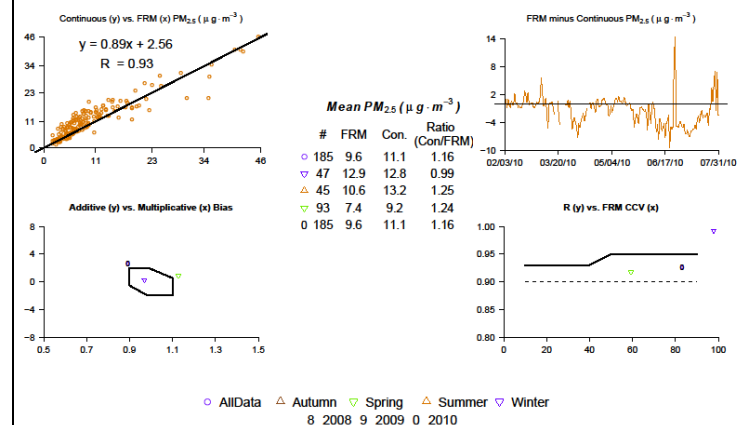 Continuous (y) vs. FRM (x) PM2.5 ( μ g · m−3 )
46
34
23
11
0
y = 0.89x + 2.56
R = 0.93
0 11 23 34 46
FRM minus Continuous PM2.5 ( μ g · m−3 )
14
8
2
−4
−10
02/03/10 03/20/10 05/04/10 06/17/10 07/31/10
Mean PM2.5 ( μ g · m−3 )
# FRM Con. Ratio (Con/FRM)
185 9.6 11.1 1.16
47 12.9 12.8 0.99
45 10.6 13.2 1.25
93 7.4 9.2 1.24
0 185 9.6 11.1 1.16
Additive (y) vs. Multiplicative (x) Bias
8
4
0
−4
−8
0.5 0.7 0.9 1.1 1.3 1.5
R (y) vs. FRM CCV (x)
1.00
0.95
0.90
0.85
0.80
0 20 40 60 80 100
AllData Autumn Spring Summer Winter
8 2008 9 2009 0 2010